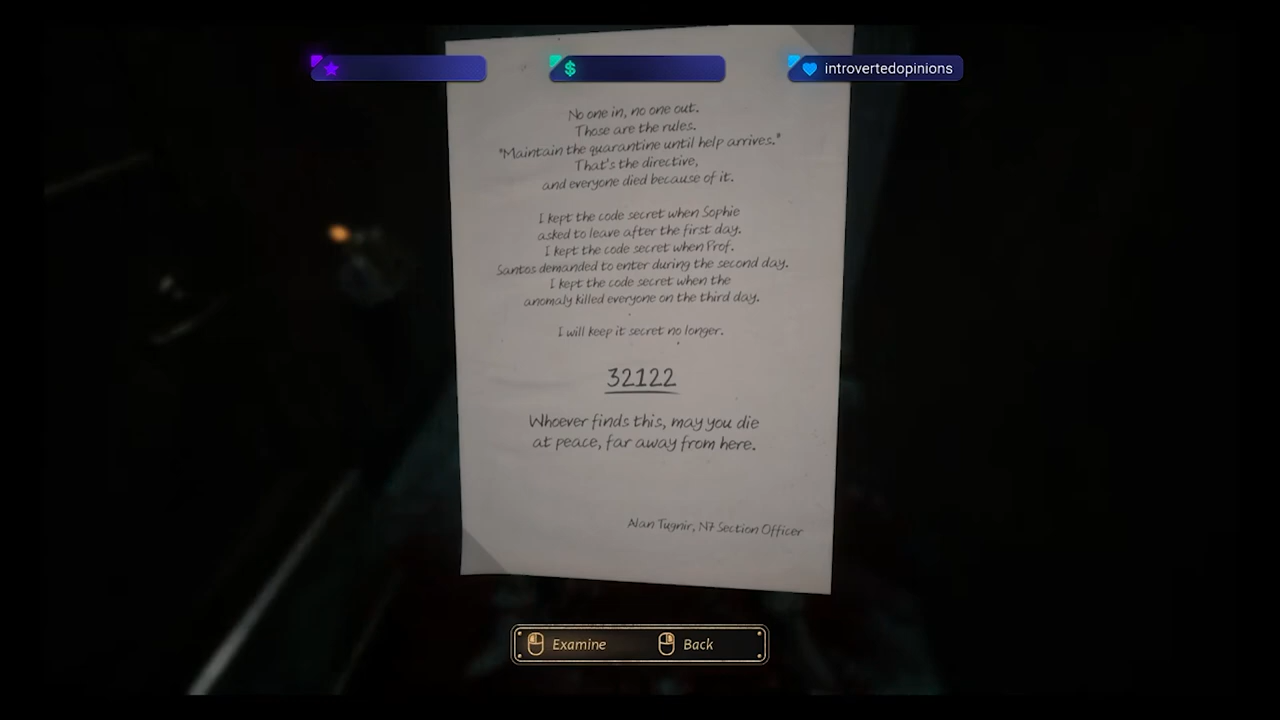 introvertedopinions
No one in, no one out.
Those are the rules.
"Maintain the quarantine until help arrives."
That's the directive,
and everyone died because of it.
I kept the code secret when Sophie
asked to leave after the first day.
I kept the code secret when Prof.
Santos demanded to enter during the second day.
I kept the code secret when the
anomaly killed everyone on the third day.
I will keep it secret no longer.
32122
Whoever finds this, may you die
at peace, far away from here.
Alan Tugnir, N7 Section Officer
Examine Back